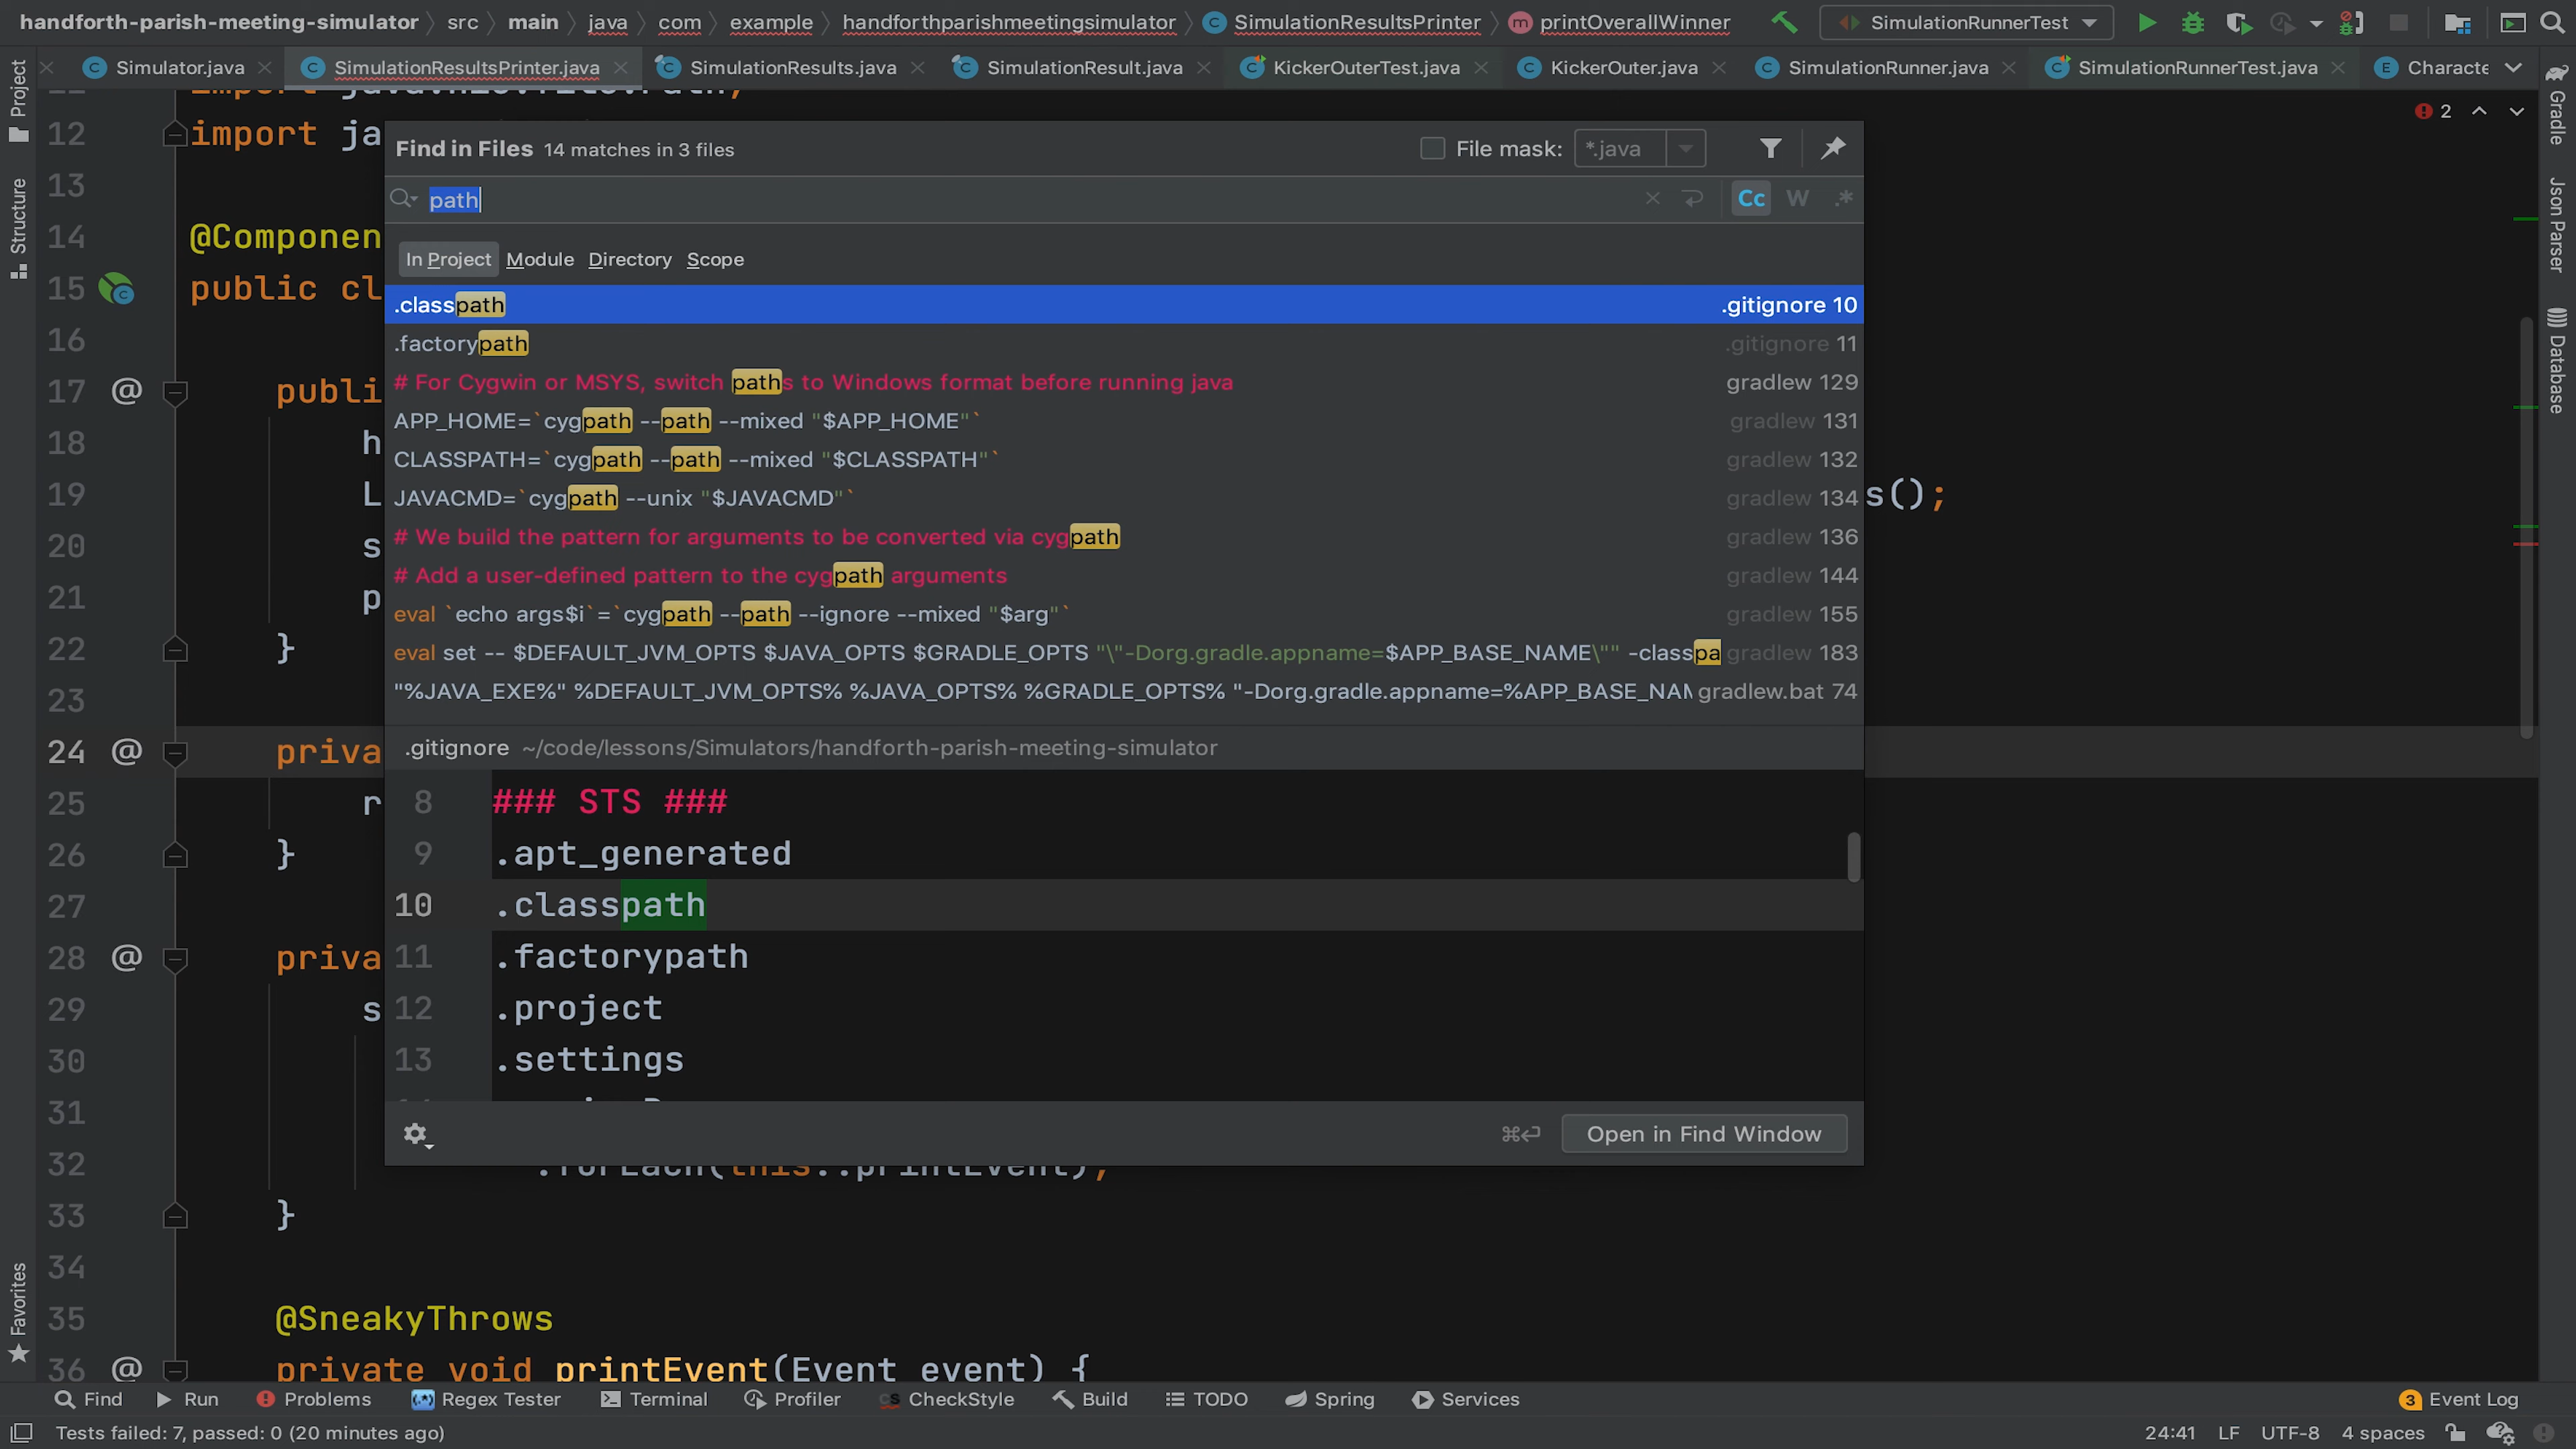 handforth-parish-meeting-simulator src main java com example handforthparishmeetingsimulator SimulationResultsPrinter printOverallWinner SimulationRunnerTest
Simulator.java SimulationResultsPrinter.java SimulationResults.java SimulationResult.java KickerOuterTest.java KickerOuter.java SimulationRunner.java SimulationRunnerTest.java Characte
Project
Structure
Favorites
Gradle
Json Parser
Database
2
12 import ja
13
14 @Componen
15 public cl
16
17 @ publi
18 h
19 L s();
20 s
21 p
22 }
23
24 @ priva
25 r
26 }
27
28 @ priva
29 s
30
31
32 .forEach(this::printEvent);
33 }
34
35 @SneakyThrows
36 @ private void printEvent(Event event) {
Find in Files 14 matches in 3 files File mask: *.java
path Cc W .*
In Project Module Directory Scope
.classpath .gitignore 10
.factorypath .gitignore 11
# For Cygwin or MSYS, switch paths to Windows format before running java gradlew 129
APP_HOME=`cygpath --path --mixed "$APP_HOME"` gradlew 131
CLASSPATH=`cygpath --path --mixed "$CLASSPATH"` gradlew 132
JAVACMD=`cygpath --unix "$JAVACMD"` gradlew 134
# We build the pattern for arguments to be converted via cygpath gradlew 136
# Add a user-defined pattern to the cygpath arguments gradlew 144
eval `echo args$i`=`cygpath --path --ignore --mixed "$arg"` gradlew 155
eval set -- $DEFAULT_JVM_OPTS $JAVA_OPTS $GRADLE_OPTS "\"-Dorg.gradle.appname=$APP_BASE_NAME\"" -classpa gradlew 183
"%JAVA_EXE%" %DEFAULT_JVM_OPTS% %JAVA_OPTS% %GRADLE_OPTS% "-Dorg.gradle.appname=%APP_BASE_NAM gradlew.bat 74
.gitignore ~/code/lessons/Simulators/handforth-parish-meeting-simulator
8 ### STS ###
9 .apt_generated
10 .classpath
11 .factorypath
12 .project
13 .settings
⌘↩ Open in Find Window
Find Run Problems Regex Tester Terminal Profiler CheckStyle Build TODO Spring Services 3 Event Log
Tests failed: 7, passed: 0 (20 minutes ago) 24:41 LF UTF-8 4 spaces